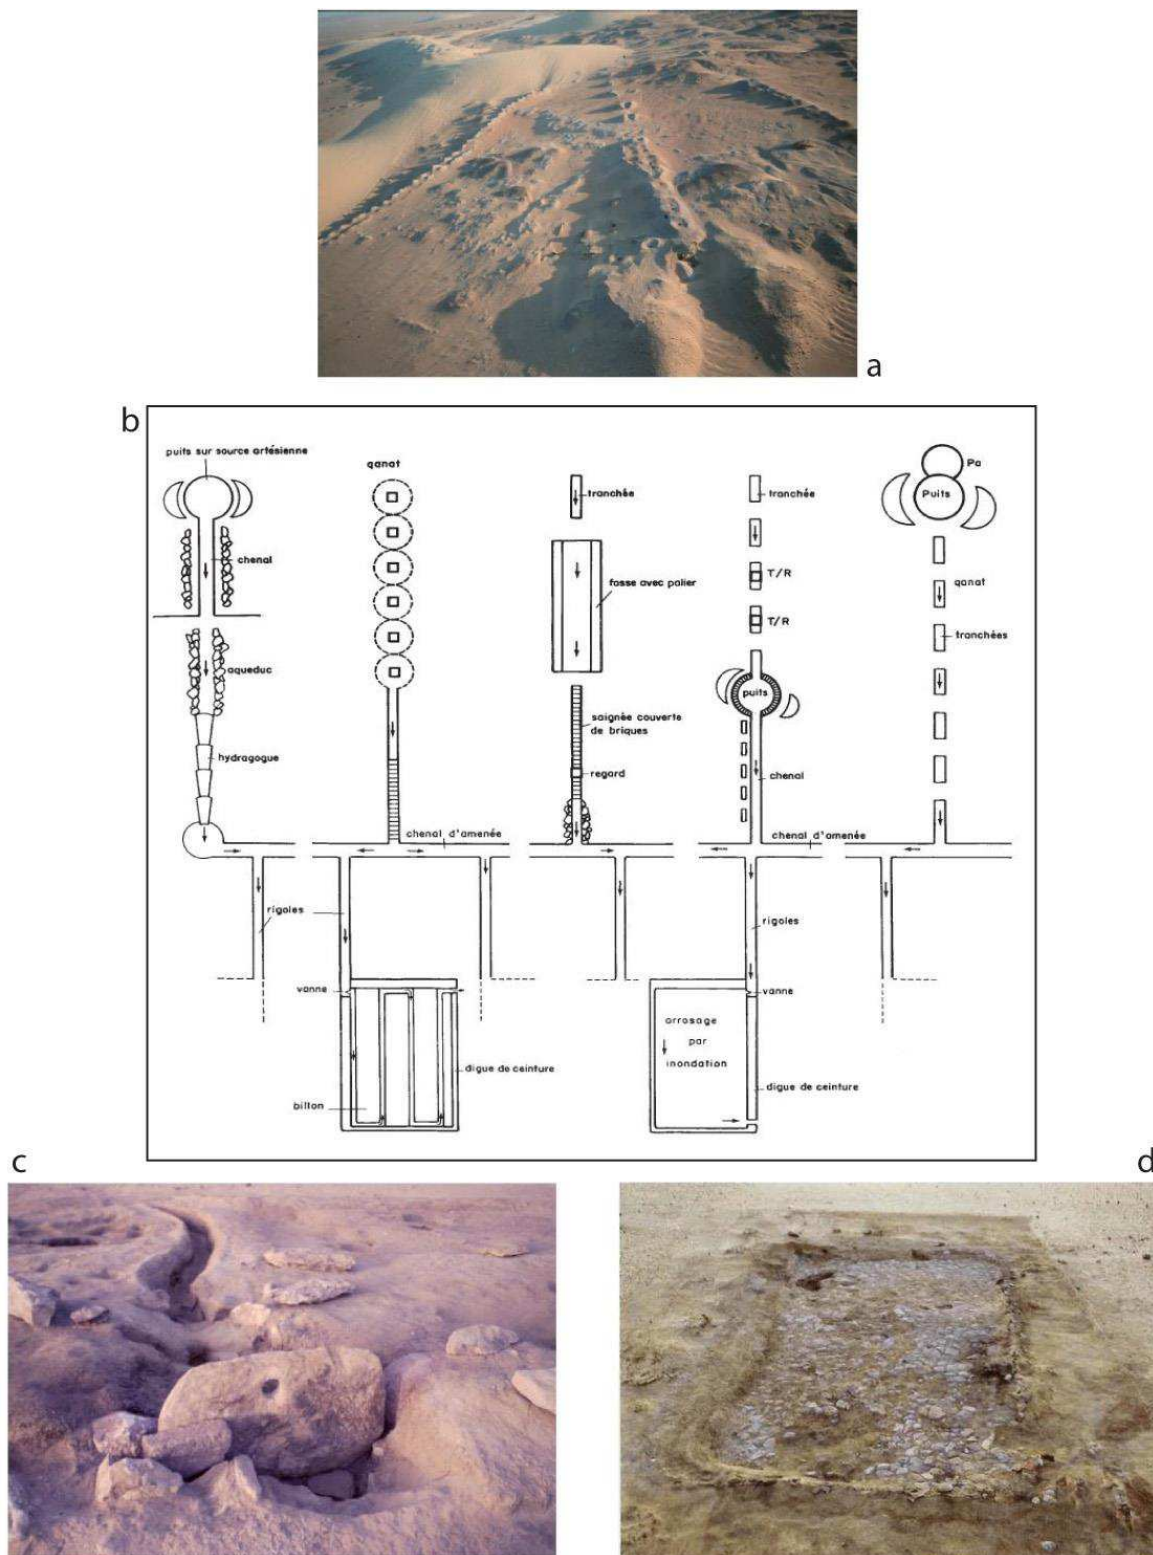 a
b
puits sur source artésienne
chenal
aqueduc
hydragogue
qanat
tranchée
fosse avec palier
saignée couverte
de briques
regard
tranchée
T/R
T/R
puits
chenal
Pa
Puits
qanat
tranchées
chenal d'amenée
chenal d'amenée
rigoles
rigoles
vanne
digue de ceinture
billon
vanne
arrosage
par
inondation
digue de ceinture
c
d